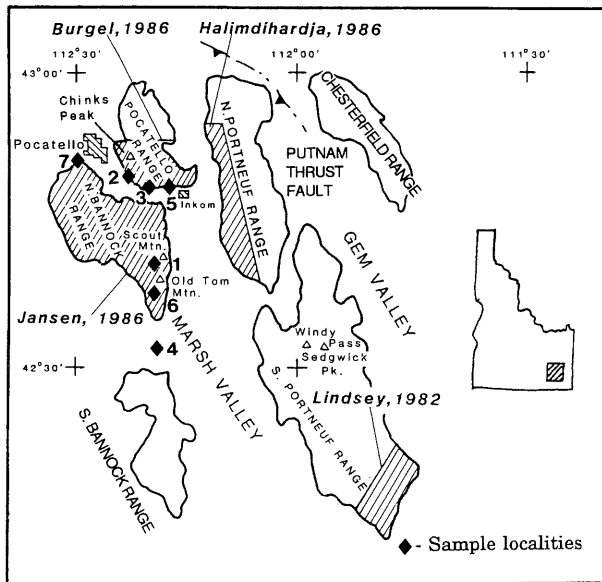 Burgel, 1986
Halimdihardja, 1986
112°30'
112°00'
111°30'
43°00'
Chinks
Peak
POCATELLO
RANGE
N. PORTNEUF RANGE
CHESTERFIELD RANGE
Pocatello
7
2
3
5
Inkom
PUTNAM
THRUST
FAULT
N. BANNOCK
RANGE
Scout
Mtn.
1
Old Tom
Mtn.
6
Jansen, 1986
GEM VALLEY
MARSH VALLEY
4
42°30'
Windy
Pass
Sedgwick
Pk.
S. PORTNEUF RANGE
Lindsey, 1982
S. BANNOCK RANGE
- Sample localities